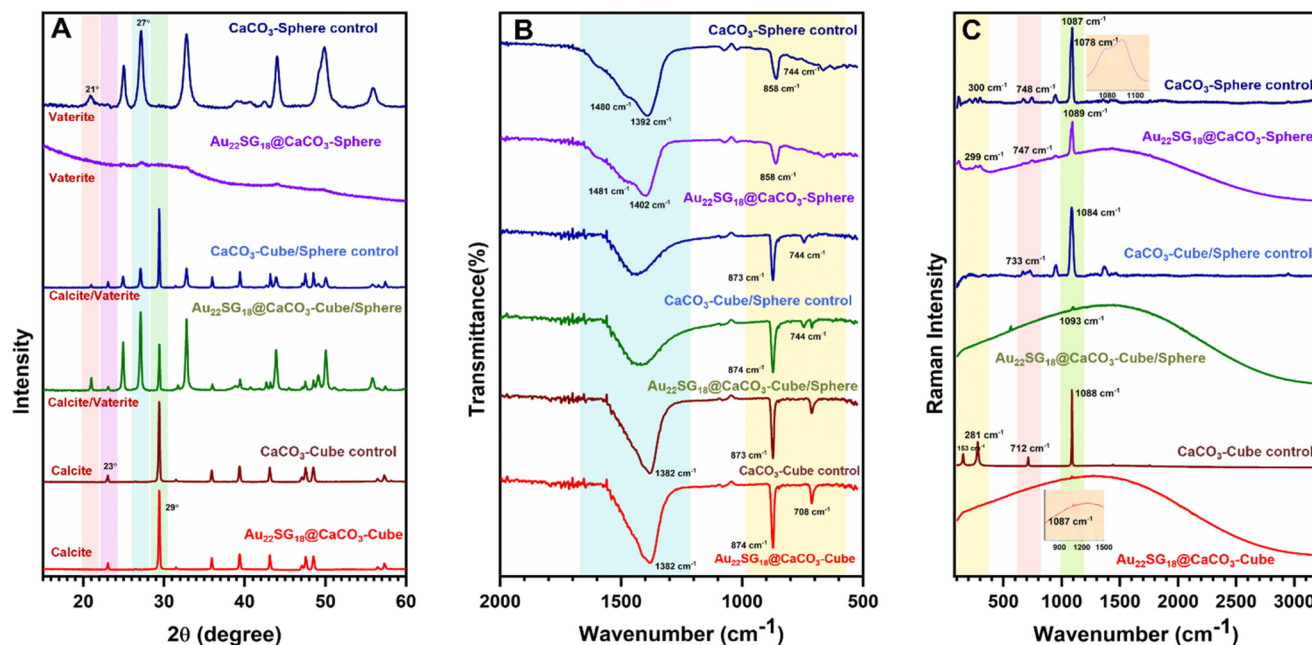 A
27°
CaCO₃-Sphere control
21°
Vaterite
Au₂₂SG₁₈@CaCO₃-Sphere
Vaterite
CaCO₃-Cube/Sphere control
Calcite/Vaterite
Au₂₂SG₁₈@CaCO₃-Cube/Sphere
Calcite/Vaterite
CaCO₃-Cube control
Calcite
23°
29°
Au₂₂SG₁₈@CaCO₃-Cube
Calcite
Intensity
20 30 40 50 60
2θ (degree)
B
CaCO₃-Sphere control
744 cm⁻¹
858 cm⁻¹
1480 cm⁻¹
1392 cm⁻¹
858 cm⁻¹
1481 cm⁻¹
1402 cm⁻¹
Au₂₂SG₁₈@CaCO₃-Sphere
744 cm⁻¹
873 cm⁻¹
CaCO₃-Cube/Sphere control
744 cm⁻¹
874 cm⁻¹
Au₂₂SG₁₈@CaCO₃-Cube/Sphere
873 cm⁻¹
1382 cm⁻¹
CaCO₃-Cube control
708 cm⁻¹
874 cm⁻¹
Au₂₂SG₁₈@CaCO₃-Cube
1382 cm⁻¹
Transmittance(%)
2000 1500 1000 500
Wavenumber (cm⁻¹)
C
1087 cm⁻¹
1078 cm⁻¹
1080 1100
300 cm⁻¹
748 cm⁻¹
CaCO₃-Sphere control
1089 cm⁻¹
Au₂₂SG₁₈@CaCO₃-Sphere
299 cm⁻¹
747 cm⁻¹
1084 cm⁻¹
CaCO₃-Cube/Sphere control
733 cm⁻¹
1093 cm⁻¹
Au₂₂SG₁₈@CaCO₃-Cube/Sphere
1088 cm⁻¹
281 cm⁻¹
153 cm⁻¹
712 cm⁻¹
CaCO₃-Cube control
1087 cm⁻¹
900 1200 1500
Au₂₂SG₁₈@CaCO₃-Cube
Raman Intensity
500 1000 1500 2000 2500 3000
Wavenumber (cm⁻¹)